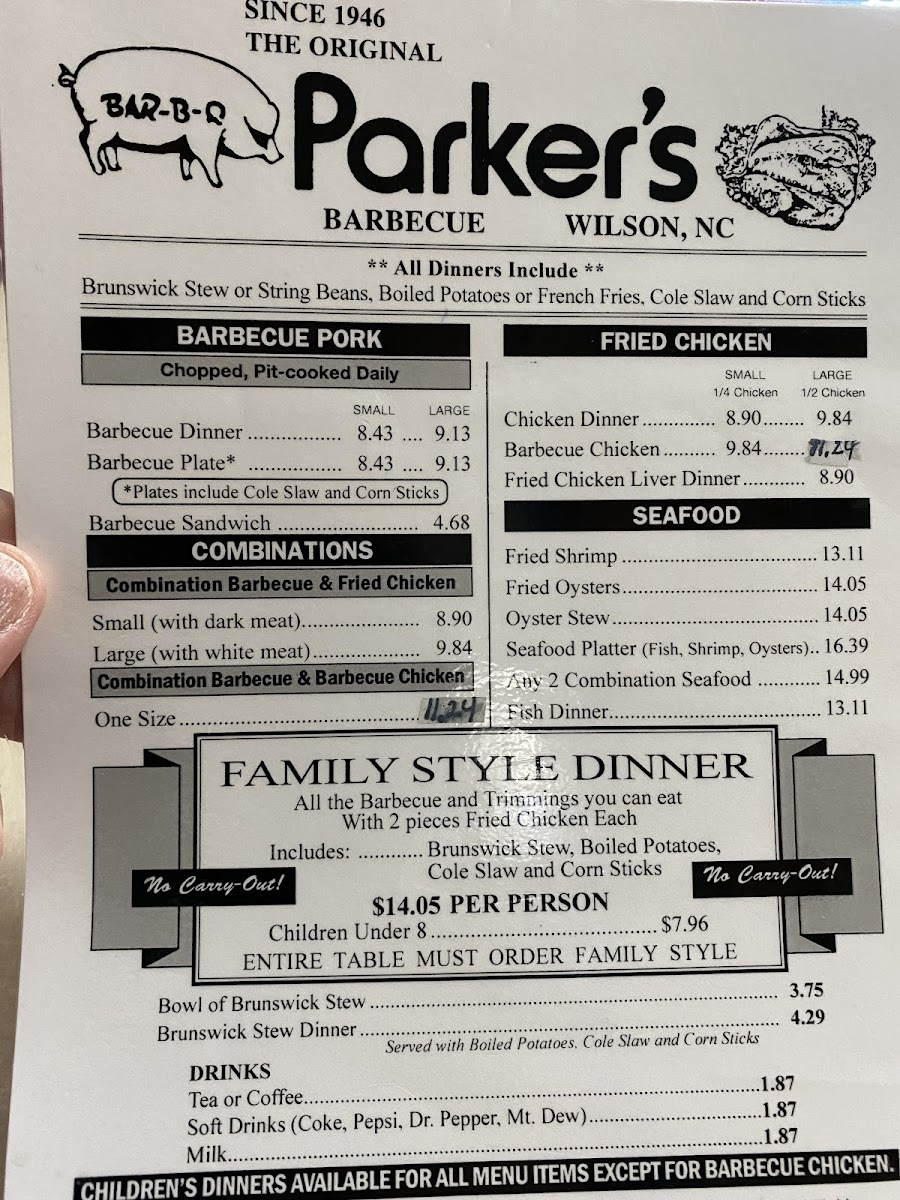 SINCE 1946
THE ORIGINAL
BAR-B-Q
Parker's
BARBECUE WILSON, NC
** All Dinners Include **
Brunswick Stew or String Beans, Boiled Potatoes or French Fries, Cole Slaw and Corn Sticks
BARBECUE PORK
Chopped, Pit-cooked Daily
SMALL LARGE
Barbecue Dinner ................ 8.43 .... 9.13
Barbecue Plate* ................ 8.43 .... 9.13
*Plates include Cole Slaw and Corn Sticks
Barbecue Sandwich ........................ 4.68
COMBINATIONS
Combination Barbecue & Fried Chicken
Small (with dark meat).................... 8.90
Large (with white meat).................. 9.84
Combination Barbecue & Barbecue Chicken
One Size........................................ 11.24
FRIED CHICKEN
SMALL LARGE
1/4 Chicken 1/2 Chicken
Chicken Dinner............. 8.90........ 9.84
Barbecue Chicken ......... 9.84........ 11.24
Fried Chicken Liver Dinner............ 8.90
SEAFOOD
Fried Shrimp .................................. 13.11
Fried Oysters.................................. 14.05
Oyster Stew.................................... 14.05
Seafood Platter (Fish, Shrimp, Oysters).. 16.39
Any 2 Combination Seafood ........... 14.99
Fish Dinner..................................... 13.11
FAMILY STYLE DINNER
All the Barbecue and Trimmings you can eat
With 2 pieces Fried Chicken Each
Includes: ............ Brunswick Stew, Boiled Potatoes,
Cole Slaw and Corn Sticks
No Carry-Out!
No Carry-Out!
$14.05 PER PERSON
Children Under 8....................................... $7.96
ENTIRE TABLE MUST ORDER FAMILY STYLE
Bowl of Brunswick Stew ........................................................ 3.75
Brunswick Stew Dinner ........................................................ 4.29
Served with Boiled Potatoes, Cole Slaw and Corn Sticks
DRINKS
Tea or Coffee....................................................................1.87
Soft Drinks (Coke, Pepsi, Dr. Pepper, Mt. Dew)..........................1.87
Milk................................................................................1.87
CHILDREN'S DINNERS AVAILABLE FOR ALL MENU ITEMS EXCEPT FOR BARBECUE CHICKEN.